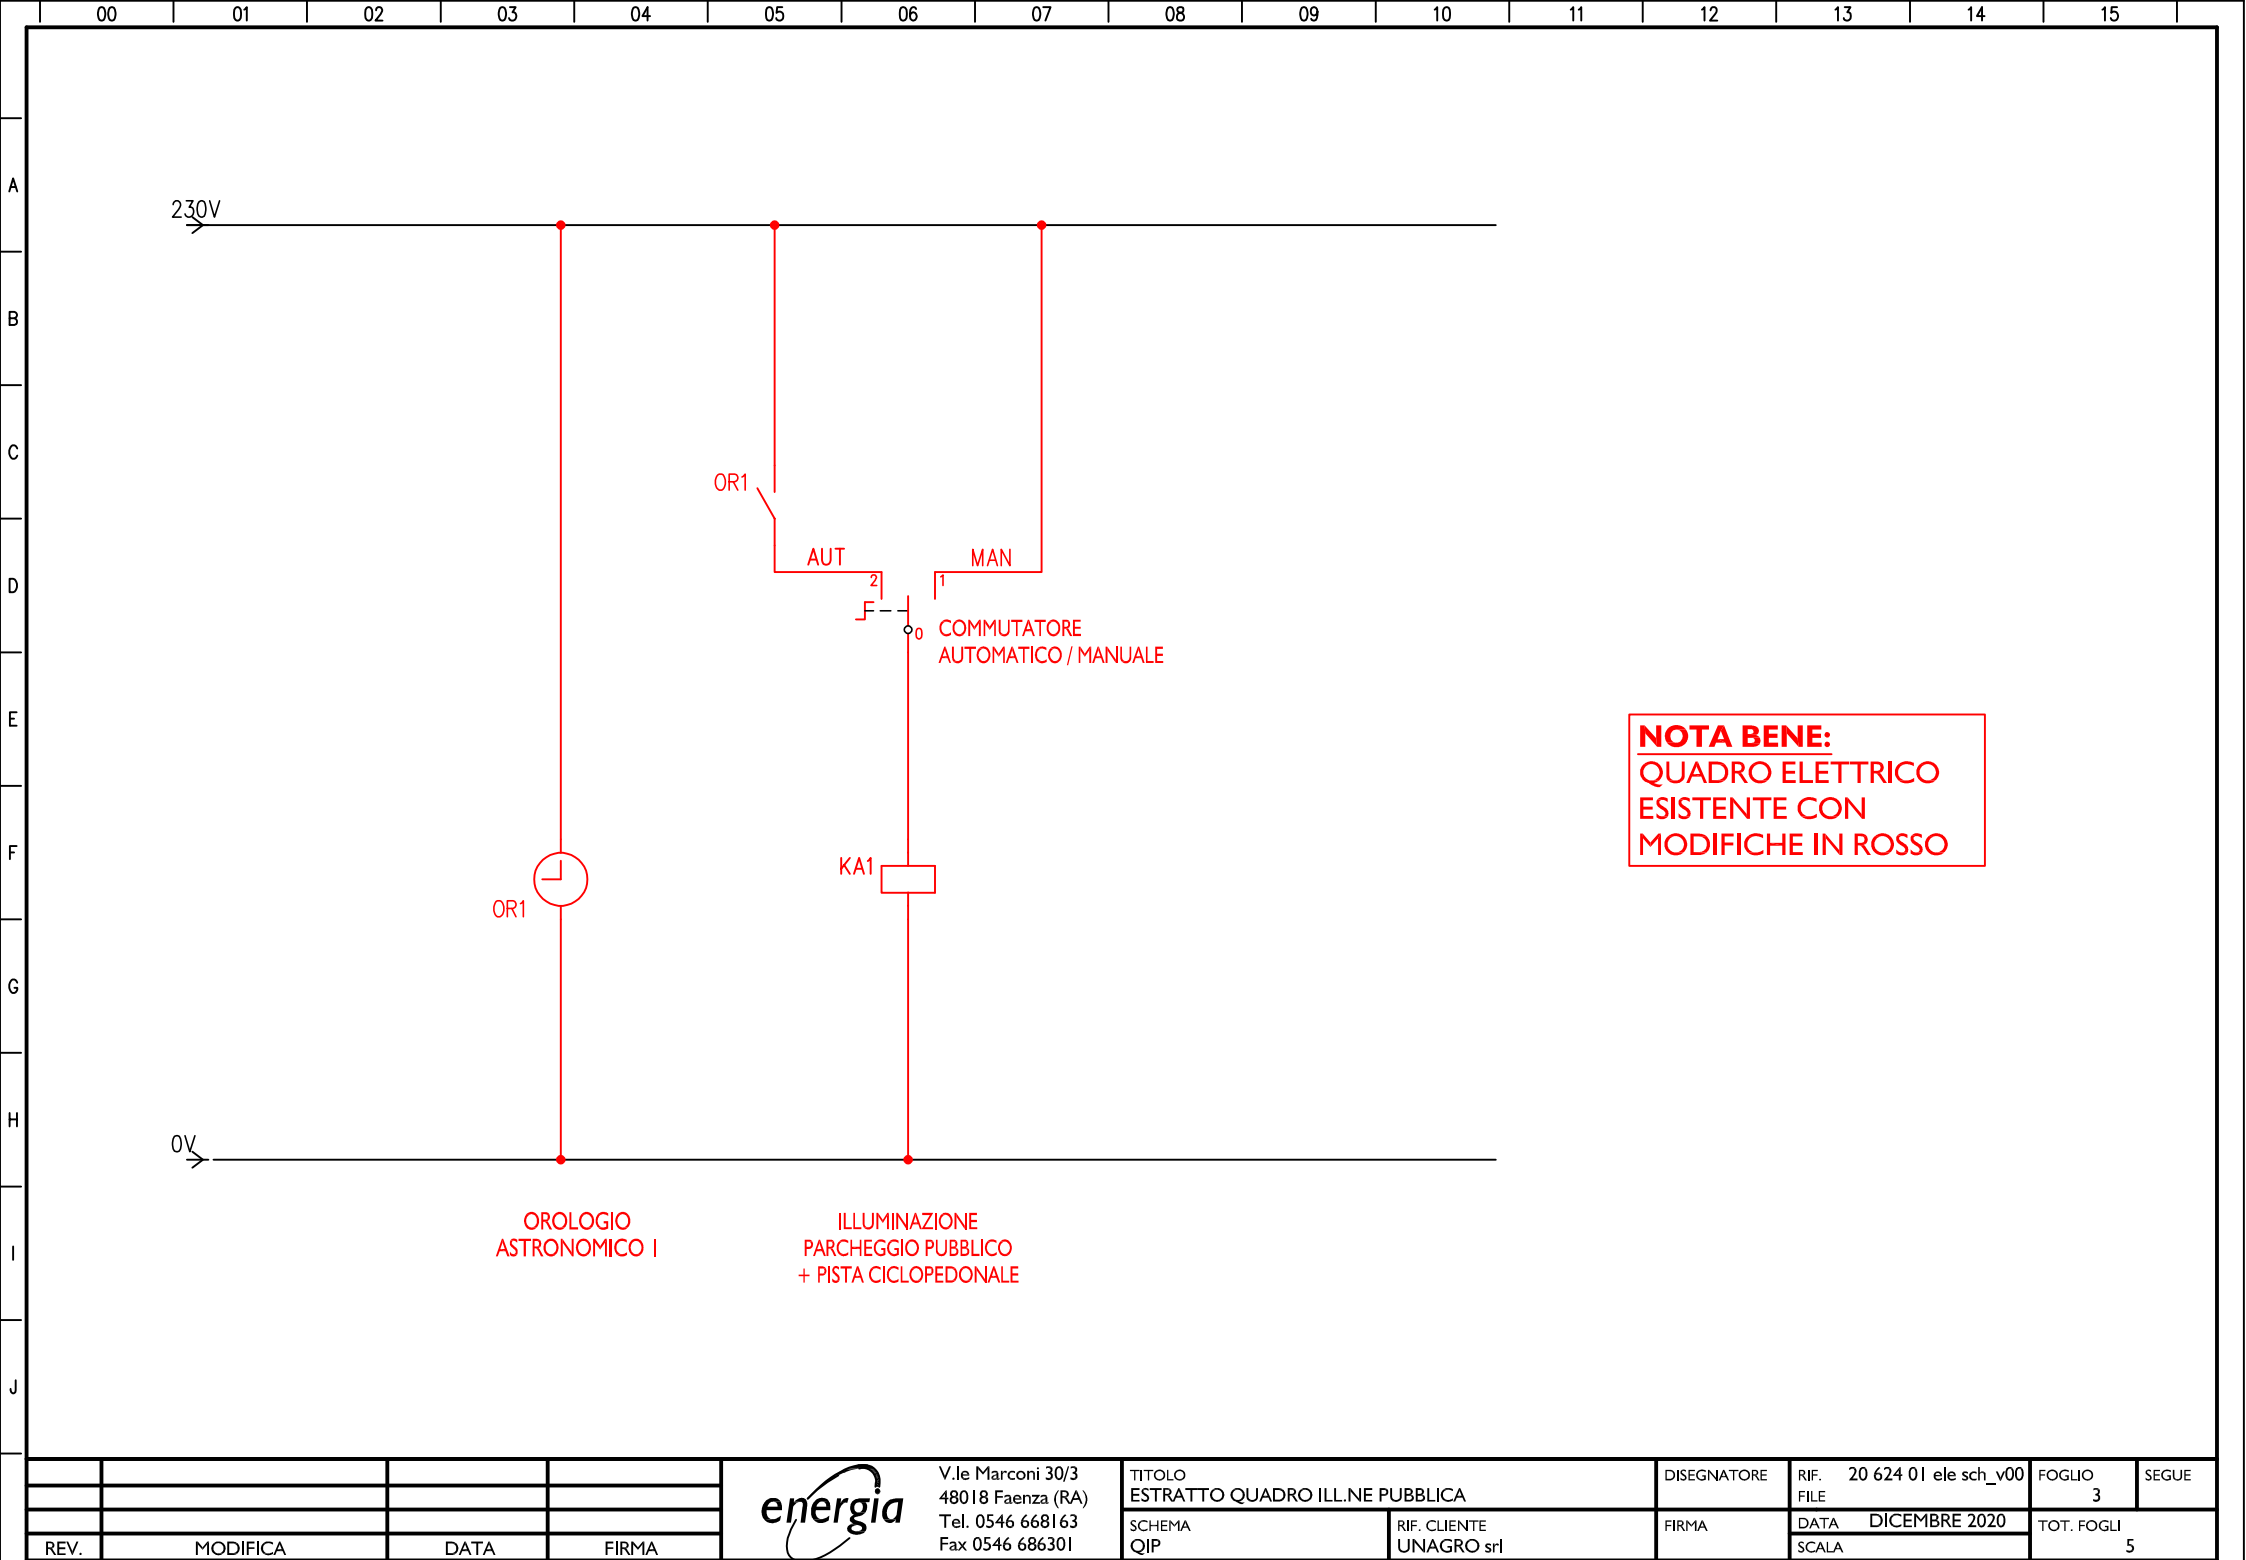 00 01 02 03 04 05 06 07 08 09 10 11 12 13 14 15
A
B
C
D
E
F
G
H
I
J
230V
OR1
AUT
MAN
2
1
0
COMMUTATORE
AUTOMATICO / MANUALE
KA1
OR1
0V
OROLOGIO
ASTRONOMICO 1
ILLUMINAZIONE
PARCHEGGIO PUBBLICO
+ PISTA CICLOPEDONALE
NOTA BENE:
QUADRO ELETTRICO
ESISTENTE CON
MODIFICHE IN ROSSO
REV. MODIFICA DATA FIRMA
energia
V.le Marconi 30/3
48018 Faenza (RA)
Tel. 0546 668163
Fax 0546 686301
TITOLO
ESTRATTO QUADRO ILL.NE PUBBLICA
SCHEMA
QIP
RIF. CLIENTE
UNAGRO srl
DISEGNATORE
FIRMA
RIF. 20 624 01 ele sch_v00
FILE
DATA DICEMBRE 2020
SCALA
FOGLIO
3
SEGUE
TOT. FOGLI
5